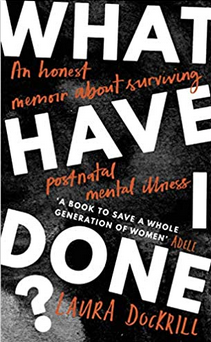 WHAT
An honest
memoir about surviving
HAVE
postnatal
mental illness
I
'A BOOK TO SAVE A WHOLE
GENERATION OF WOMEN' ADELE
DONE
?
LAURA DOCKRILL